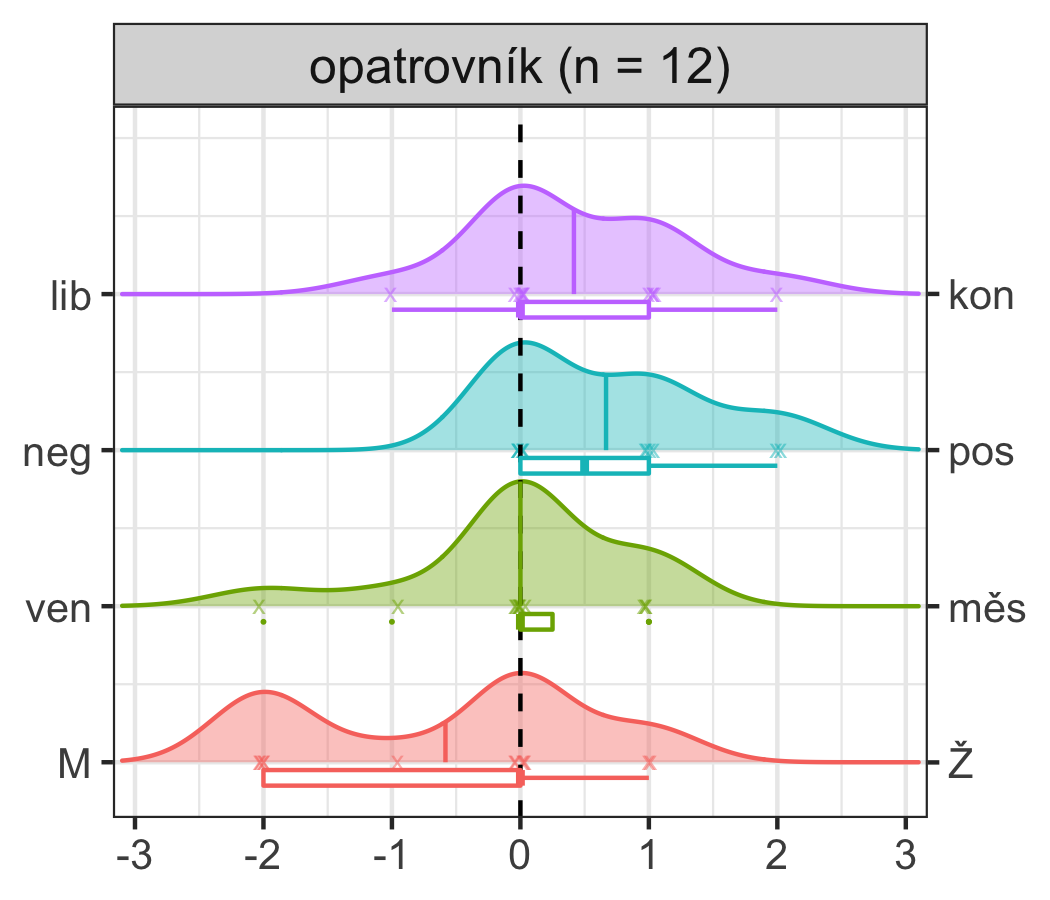 opatrovník (n = 12)
lib kon
neg pos
ven měs
M Ž
-3 -2 -1 0 1 2 3